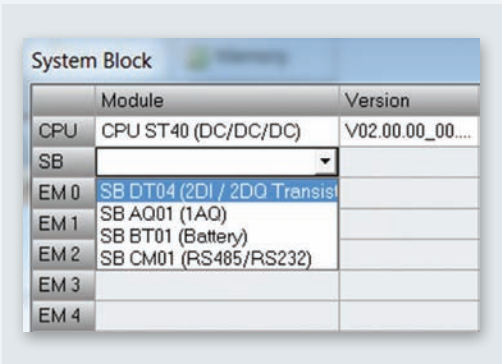 System Block
Module Version
CPU CPU ST40 (DC/DC/DC) V02.00.00_00....
SB
EM 0 SB DT04 (2DI / 2DQ Transist
EM 1 SB AQ01 (1AQ)
SB BT01 (Battery)
EM 2 SB CM01 (RS485/RS232)
EM 3
EM 4